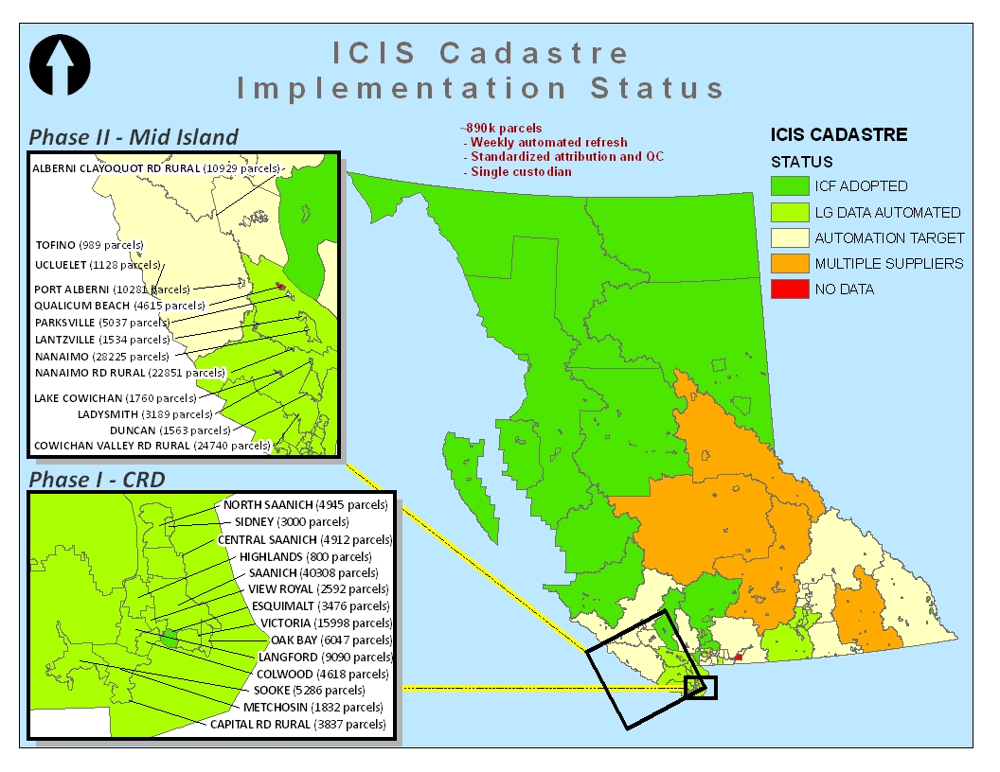 ICIS Cadastre
Implementation Status
~890k parcels
- Weekly automated refresh
- Standardized attribution and QC
- Single custodian
ICIS CADASTRE
STATUS
ICF ADOPTED
LG DATA AUTOMATED
AUTOMATION TARGET
MULTIPLE SUPPLIERS
NO DATA
Phase II - Mid Island
ALBERNI CLAYOQUOT RD RURAL (10929 parcels)
TOFINO (989 parcels)
UCLUELET (1128 parcels)
PORT ALBERNI (10281 parcels)
QUALICUM BEACH (4615 parcels)
PARKSVILLE (5037 parcels)
LANTZVILLE (1534 parcels)
NANAIMO (28225 parcels)
NANAIMO RD RURAL (22851 parcels)
LAKE COWICHAN (1760 parcels)
LADYSMITH (3189 parcels)
DUNCAN (1563 parcels)
COWICHAN VALLEY RD RURAL (24740 parcels)
Phase I - CRD
NORTH SAANICH (4945 parcels)
SIDNEY (3000 parcels)
CENTRAL SAANICH (4912 parcels)
HIGHLANDS (800 parcels)
SAANICH (40308 parcels)
VIEW ROYAL (2592 parcels)
ESQUIMALT (3476 parcels)
VICTORIA (15998 parcels)
OAK BAY (6047 parcels)
LANGFORD (9090 parcels)
COLWOOD (4618 parcels)
SOOKE (5286 parcels)
METCHOSIN (1832 parcels)
CAPITAL RD RURAL (3837 parcels)